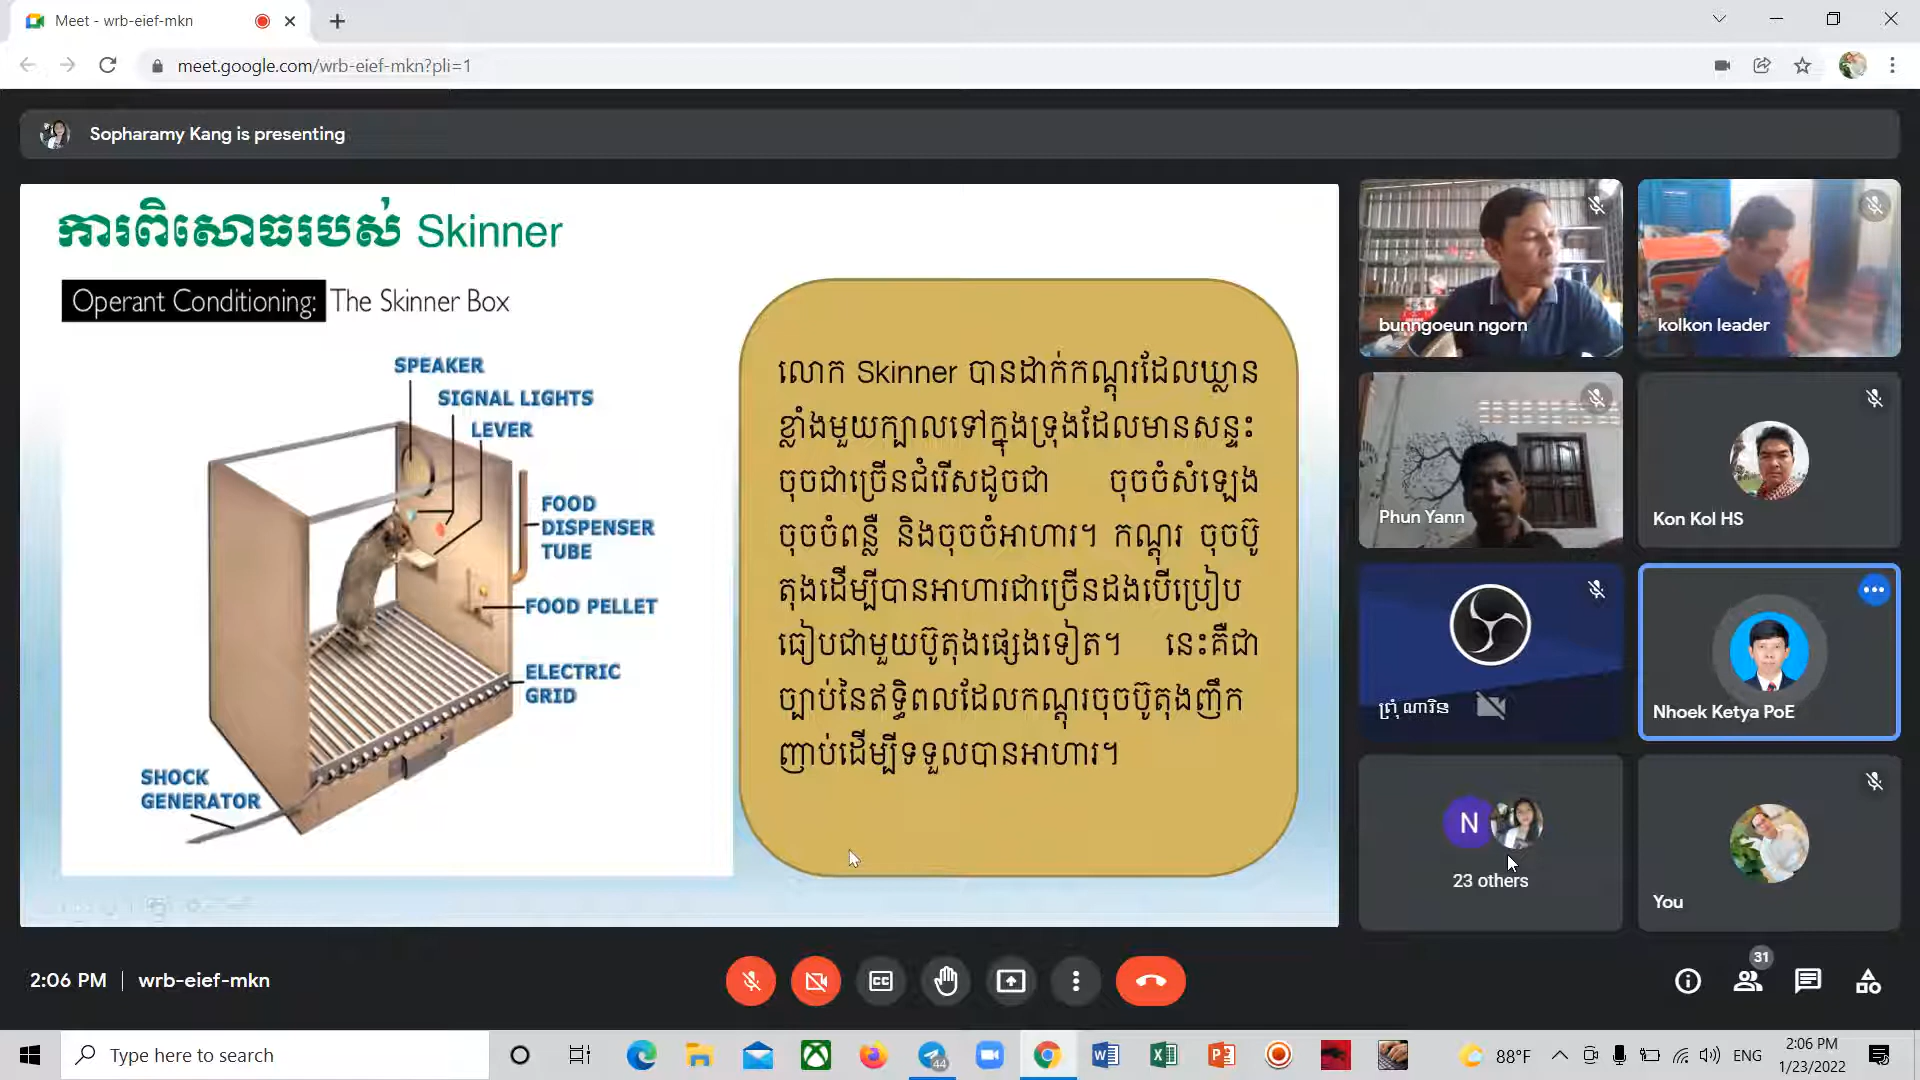 Meet - wrb-eief-mkn
meet.google.com/wrb-eief-mkn?pli=1
Sopharamy Kang is presenting
ការពិសោធរបស់ Skinner
Operant Conditioning: The Skinner Box
SPEAKER
SIGNAL LIGHTS
LEVER
FOOD
DISPENSER
TUBE
FOOD PELLET
ELECTRIC
GRID
SHOCK
GENERATOR
លោក Skinner បានដាក់កណ្ដុរដែលឃ្លាន
ខ្លាំងមួយក្បាលទៅក្នុងទ្រុងដែលមានសន្ទះ
ចុចជាច្រើនជំរើសដូចជា ចុចចំសំឡេង
ចុចចំពន្លឺ និងចុចចំអាហារ។ កណ្ដុរ ចុចប៊ូ
តុងដើម្បីបានអាហារជាច្រើនដងបើប្រៀប
ធៀបជាមួយប៊ូតុងផ្សេងទៀត។ នេះគឺជា
ច្បាប់នៃឥទ្ធិពលដែលកណ្ដុរចុចប៊ូតុងញឹក
ញាប់ដើម្បីទទួលបានអាហារ។
bunngoeun ngorn
kolkon leader
Phun Yann
Kon Kol HS
ព្រុំ ណារិន
Nhoek Ketya PoE
N
23 others
You
2:06 PM | wrb-eief-mkn
CC
31
Type here to search
44
88°F
ENG
2:06 PM
1/23/2022